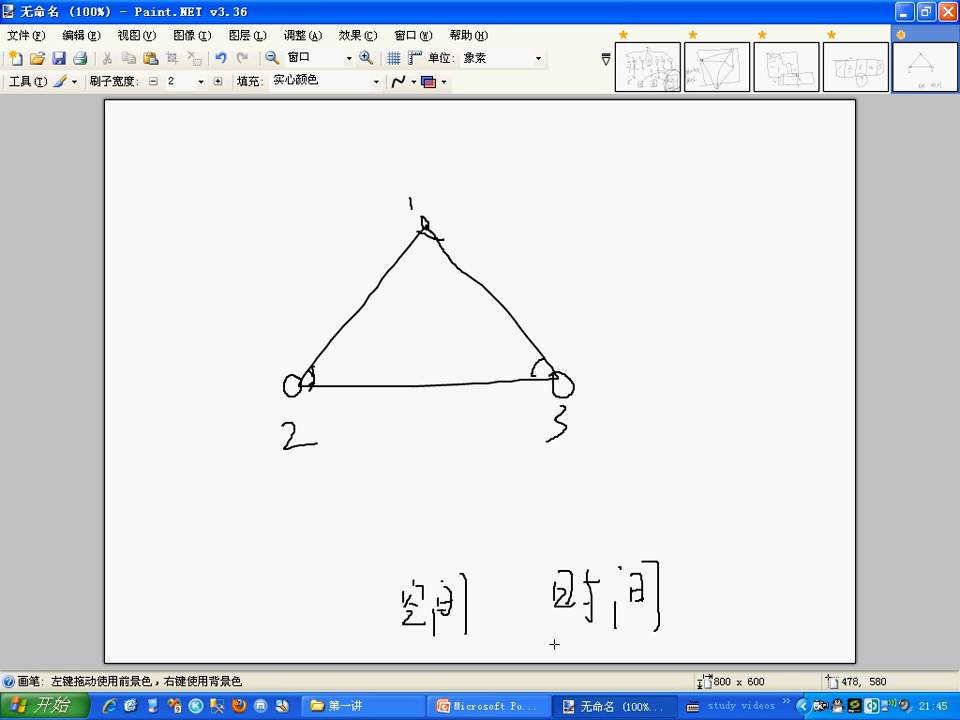 无命名 (100%) - Paint.NET v3.36
文件(F) 编辑(E) 视图(V) 图像(I) 图层(L) 调整(A) 效果(C) 窗口(W) 帮助(H)
窗口 单位: 象素
工具(T) 刷子宽度: 2 填充: 实心颜色
1
2
3
空间 时间
画笔: 左键拖动使用前景色，右键使用背景色 800 x 600 478, 580
开始 第一讲 Microsoft Po... 无命名 (100%... study videos 21:45